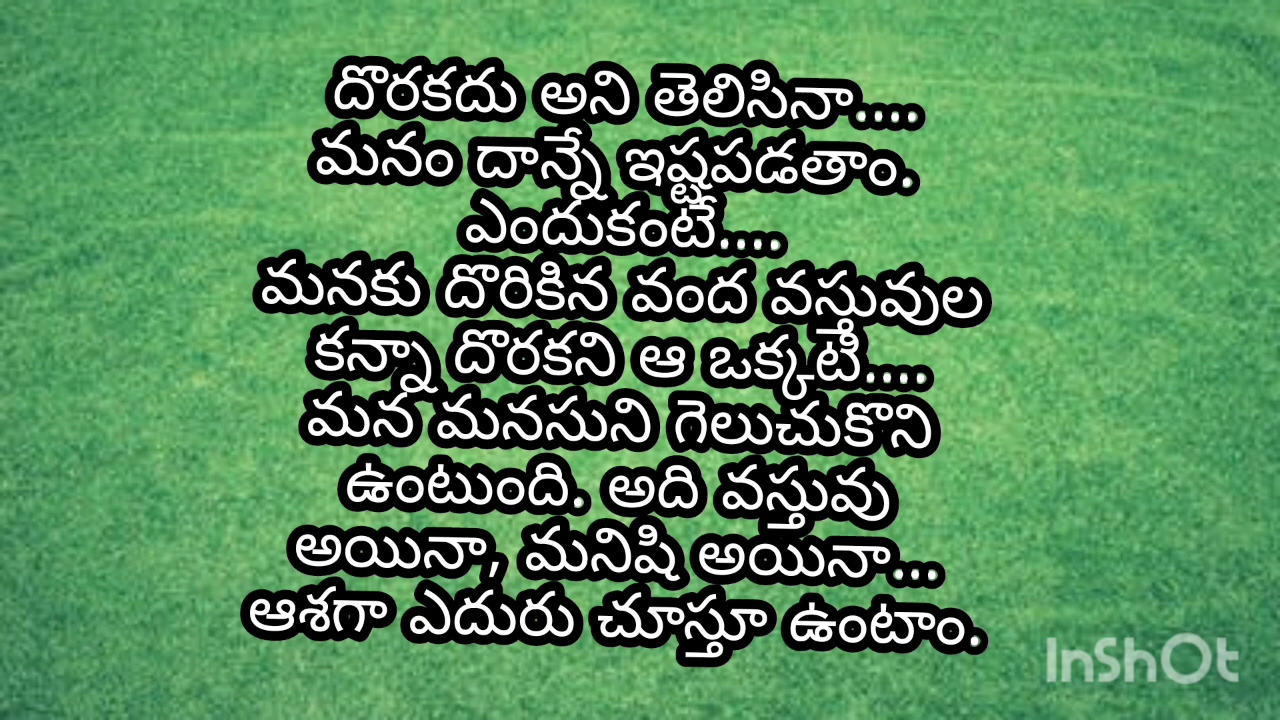 దొరకదు అని తెలిసినా....
మనం దాన్నే ఇష్టపడతాం.
ఎందుకంటే....
మనకు దొరికిన వంద వస్తువుల
కన్నా దొరకని ఆ ఒక్కటి....
మన మనసుని గెలుచుకొని
ఉంటుంది. అది వస్తువు
అయినా, మనిషి అయినా...
ఆశగా ఎదురు చూస్తూ ఉంటాం.
InShOt